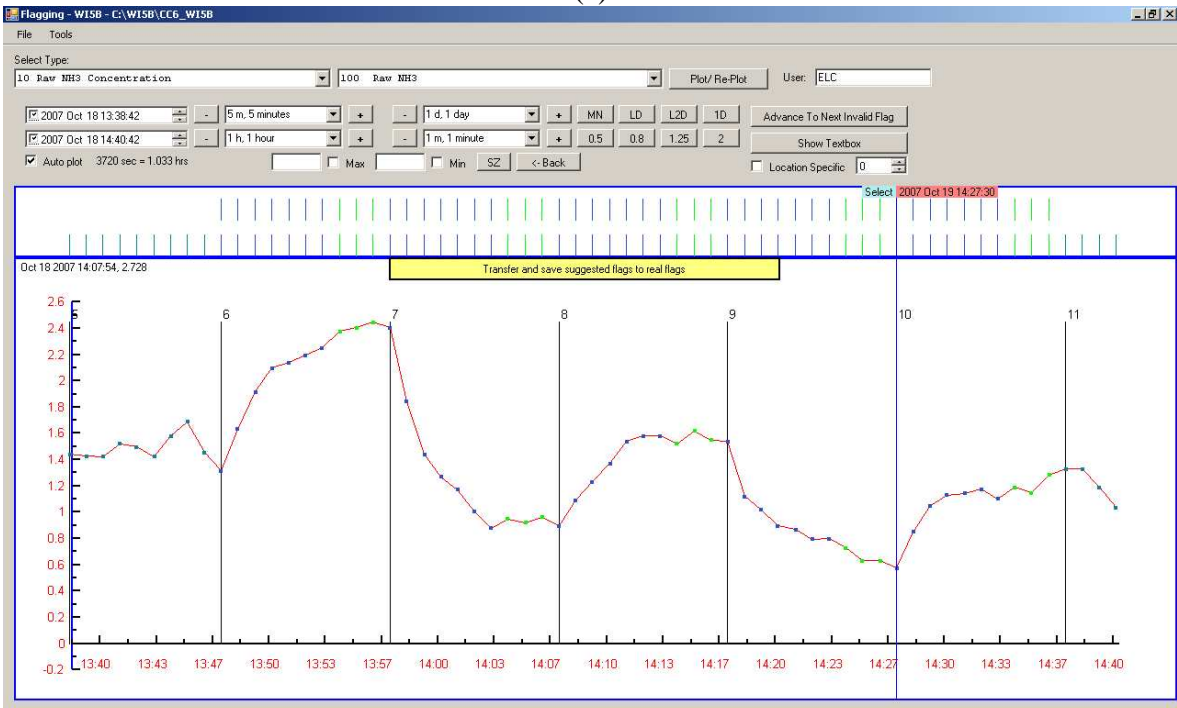 Flagging - WI5B - C:\WI5B\CC6_WI5B
File Tools
Select Type:
10 Raw NH3 Concentration 100 Raw NH3 Plot/ Re-Plot User: ELC
2007 Oct 18 13:38:42 - 5 m, 5 minutes + - 1 d, 1 day + MN LD L2D 1D Advance To Next Invalid Flag
2007 Oct 18 14:40:42 - 1 h, 1 hour + - 1 m, 1 minute + 0.5 0.8 1.25 2 Show Textbox
Auto plot 3720 sec = 1.033 hrs Max Min SZ <- Back Location Specific 0
Select 2007 Oct 19 14:27:30
Oct 18 2007 14:07:54, 2.728 Transfer and save suggested flags to real flags
5 6 7 8 9 10 11
2.6
2.4
2.2
2
1.8
1.6
1.4
1.2
1
0.8
0.6
0.4
0.2
0
-0.2
13:40 13:43 13:47 13:50 13:53 13:57 14:00 14:03 14:07 14:10 14:13 14:17 14:20 14:23 14:27 14:30 14:33 14:37 14:40